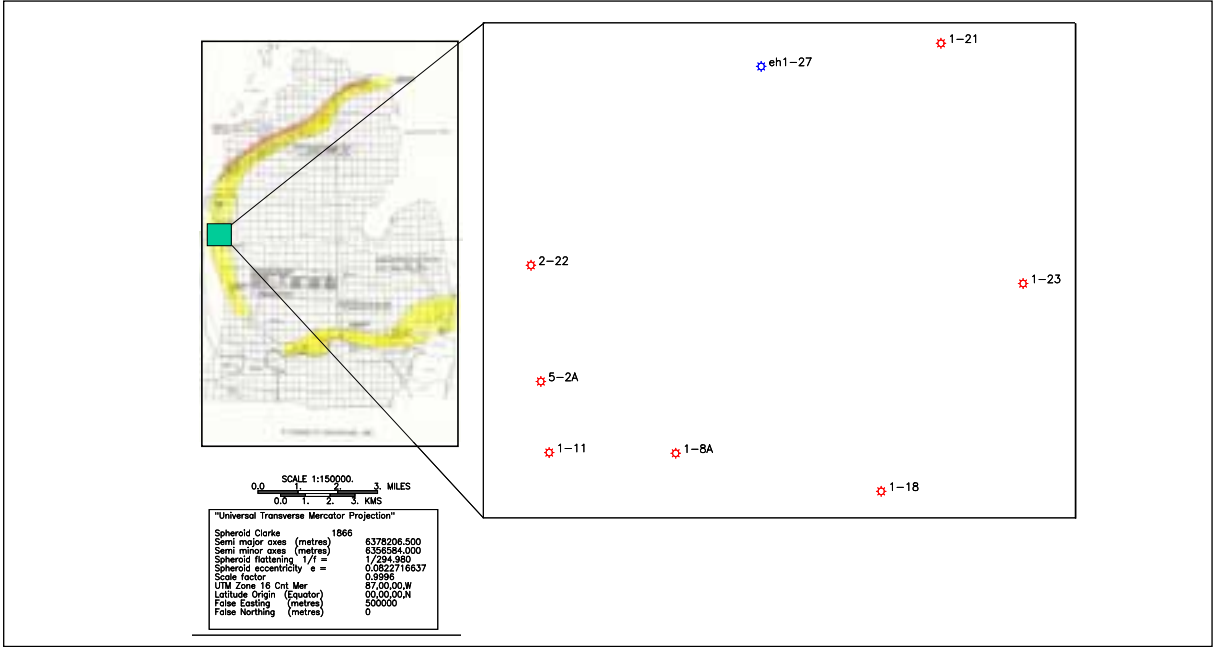 1-21
eh1-27
2-22
1-23
5-2A
1-11
1-8A
1-18
SCALE 1:150000.
0.0 1. 2. 3. MILES
0.0 1. 2. 3. KMS
"Universal Transverse Mercator Projection"
Spheroid Clarke 1866
Semi major axes (metres) 6378206.500
Semi minor axes (metres) 6356584.000
Spheroid flattening 1/f = 1/294.980
Spheroid eccentricity e = 0.0822716637
Scale factor 0.9996
UTM Zone 16 Cnt Mer 87,00,00,W
Latitude Origin (Equator) 00,00,00,N
False Easting (metres) 500000
False Northing (metres) 0